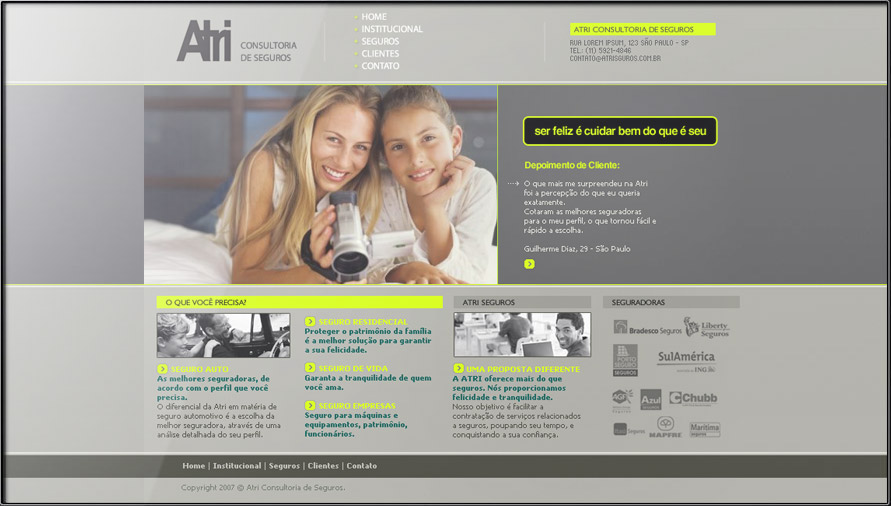 Atri
CONSULTORIA
DE SEGUROS
HOME
INSTITUCIONAL
SEGUROS
CLIENTES
CONTATO
ATRI CONSULTORIA DE SEGUROS
RUA LOREM IPSUM, 123 SÃO PAULO - SP
TEL: (11) 5921-4846
CONTATO@ATRISGUROS.COM.BR
ser feliz é cuidar bem do que é seu
Depoimento de Cliente:
O que mais me surpreendeu na Atri
foi a percepção do que eu queria
exatamente.
Cotaram as melhores seguradoras
para o meu perfil, o que tornou fácil e
rápido a escolha.
Guilherme Diaz, 29 - São Paulo
O QUE VOCÊ PRECISA?
SEGURO AUTO
As melhores seguradoras, de
acordo com o perfil que você
precisa.
O diferencial da Atri em matéria de
seguro automotivo é a escolha da
melhor seguradora, através de uma
análise detalhada do seu perfil.
SEGURO RESIDENCIAL
Proteger o patrimônio da família
é a melhor solução para garantir
a sua felicidade.
SEGURO DE VIDA
Garanta a tranquilidade de quem
você ama.
SEGURO EMPRESAS
Seguro para máquinas e
equipamentos, patrimônio,
funcionários.
ATRI SEGUROS
UMA PROPOSTA DIFERENTE
A ATRI oferece mais do que
seguros. Nós proporcionamos
felicidade e tranquilidade.
Nosso objetivo é facilitar a
contratação de serviços relacionados
a seguros, poupando seu tempo, e
conquistando a sua confiança.
SEGURADORAS
Bradesco Seguros
Liberty
Seguros
PORTO
SEGURO
SEGUROS
SulAmérica
ING
AGF
Azul
Chubb
MAPFRE
Marítima
Seguros
Home | Institucional | Seguros | Clientes | Contato
Copyright 2007 @ Atri Consultoria de Seguros.